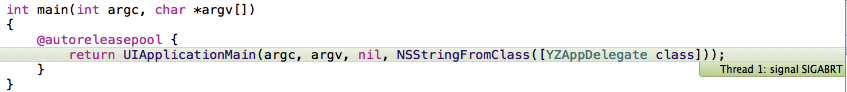 int main(int argc, char *argv[])
{
    @autoreleasepool {
        return UIApplicationMain(argc, argv, nil, NSStringFromClass([YZAppDelegate class]));
Thread 1: signal SIGABRT
    }
}